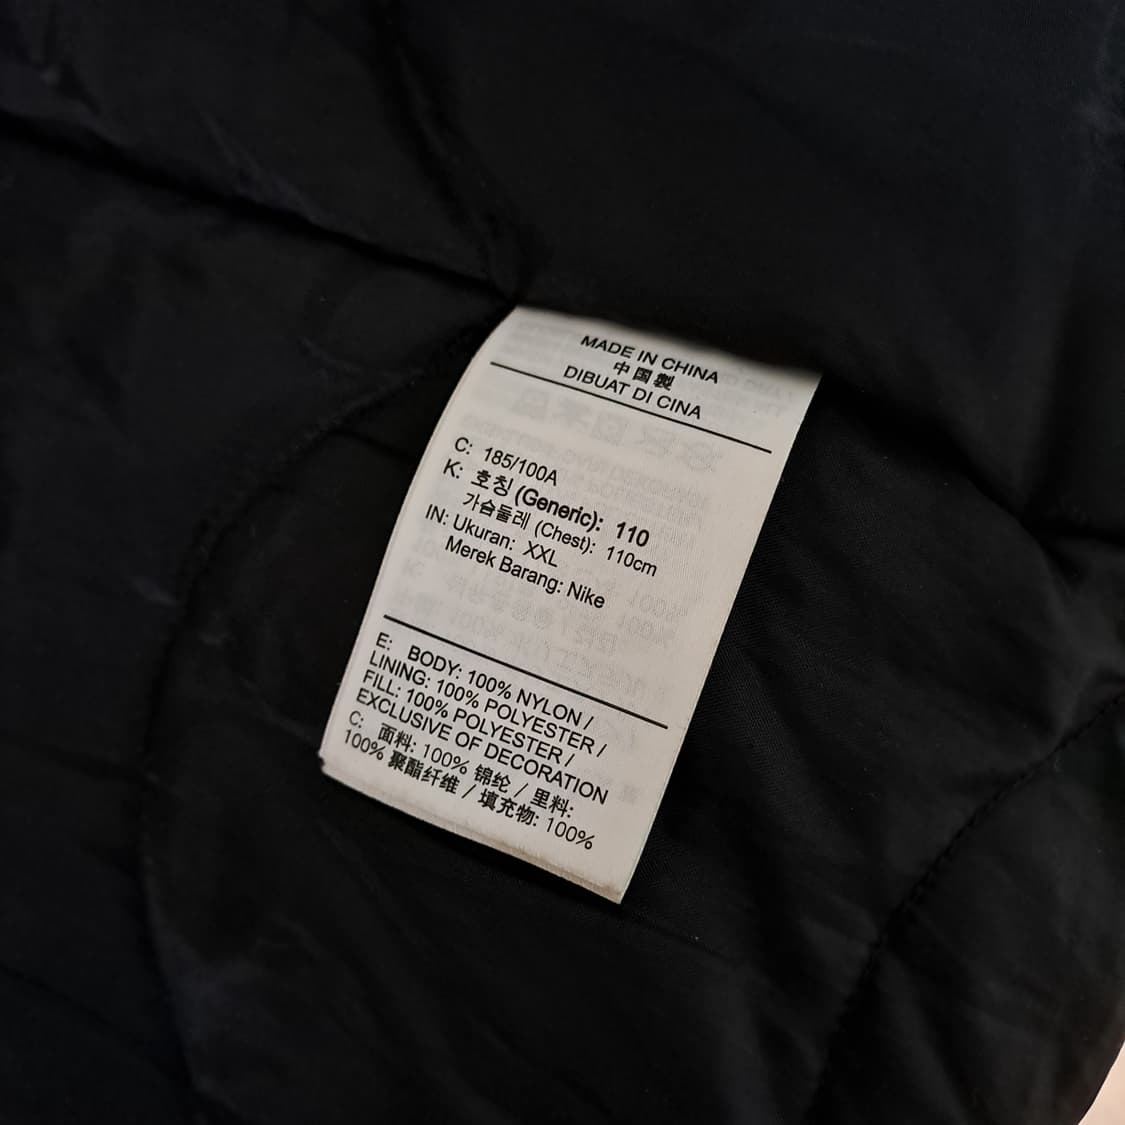 MADE IN CHINA
中国製
DIBUAT DI CINA
C: 185/100A
K: 호칭 (Generic): 110
가슴둘레 (Chest): 110cm
IN: Ukuran: XXL
Merek Barang: Nike
E: BODY: 100% NYLON /
LINING: 100% POLYESTER /
FILL: 100% POLYESTER /
EXCLUSIVE OF DECORATION
C: 面料: 100% 锦纶 / 里料:
100% 聚酯纤维 / 填充物: 100%